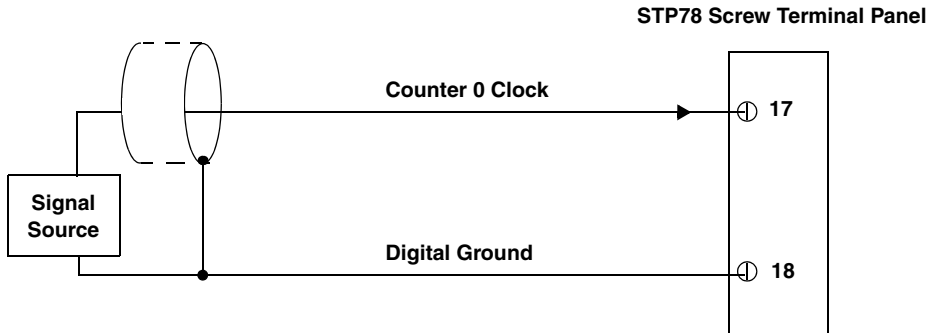 STP78 Screw Terminal Panel
Counter 0 Clock
17
Signal
Source
Digital Ground
18